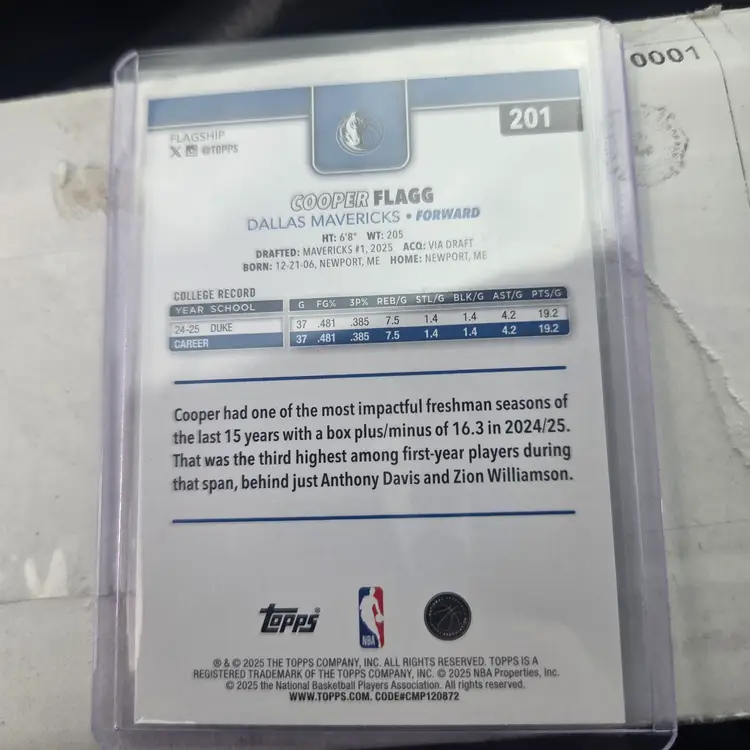 0001
201
FLAGSHIP
@TOPPS
COOPER FLAGG
DALLAS MAVERICKS • FORWARD
HT: 6'8" WT: 205
DRAFTED: MAVERICKS #1, 2025 ACQ: VIA DRAFT
BORN: 12-21-06, NEWPORT, ME HOME: NEWPORT, ME
COLLEGE RECORD
YEAR SCHOOL G FG% 3P% REB/G STL/G BLK/G AST/G PTS/G
24-25 DUKE 37 .481 .385 7.5 1.4 1.4 4.2 19.2
CAREER 37 .481 .385 7.5 1.4 1.4 4.2 19.2
Cooper had one of the most impactful freshman seasons of
the last 15 years with a box plus/minus of 16.3 in 2024/25.
That was the third highest among first-year players during
that span, behind just Anthony Davis and Zion Williamson.
topps®
NBA
® & © 2025 THE TOPPS COMPANY, INC. ALL RIGHTS RESERVED. TOPPS IS A
REGISTERED TRADEMARK OF THE TOPPS COMPANY, INC. © 2025 NBA Properties, Inc.
© 2025 the National Basketball Players Association. All rights reserved.
WWW.TOPPS.COM. CODE#CMP120872